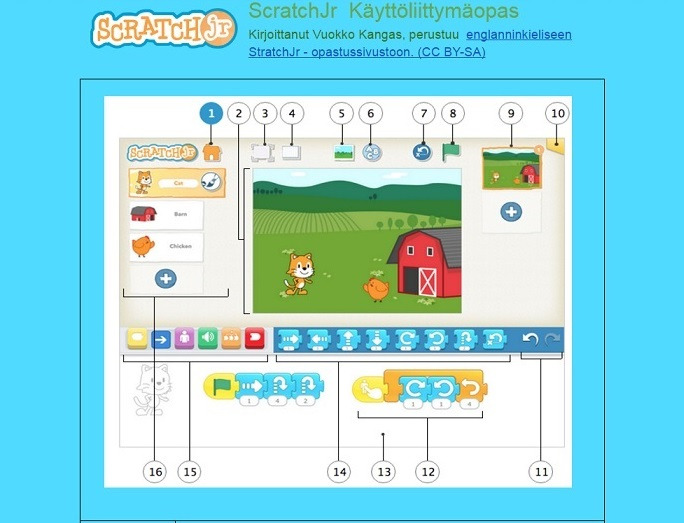 SCRATCHJr
ScratchJr Käyttöliittymäopas
Kirjoittanut Vuokko Kangas, perustuu englanninkieliseen
StratchJr - opastussivustoon. (CC BY-SA)
1 2 3 4 5 6 7 8 9 10
SCRATCHJr
Cat
Barn
Chicken
1 4 2
1 1 4
16 15 14 13 12 11